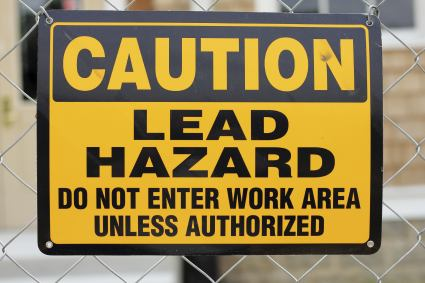 CAUTION
LEAD
HAZARD
DO NOT ENTER WORK AREA
UNLESS AUTHORIZED